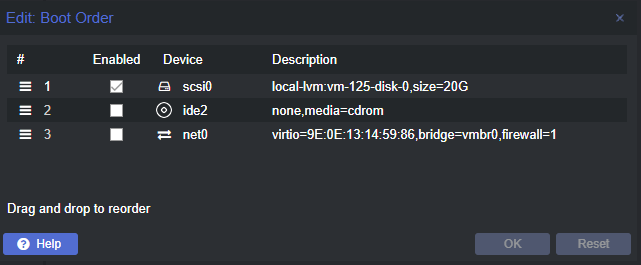 Edit: Boot Order
# Enabled Device Description
1 scsi0 local-lvm:vm-125-disk-0,size=20G
2 ide2 none,media=cdrom
3 net0 virtio=9E:0E:13:14:59:86,bridge=vmbr0,firewall=1
Drag and drop to reorder
Help OK Reset